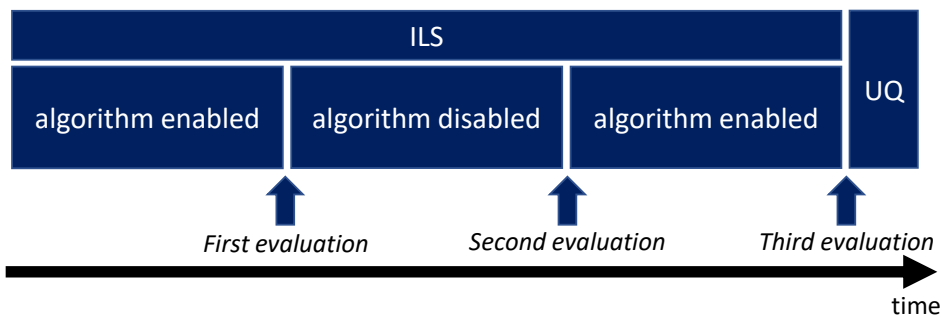 ILS
UQ
algorithm enabled
algorithm disabled
algorithm enabled
First evaluation
Second evaluation
Third evaluation
time